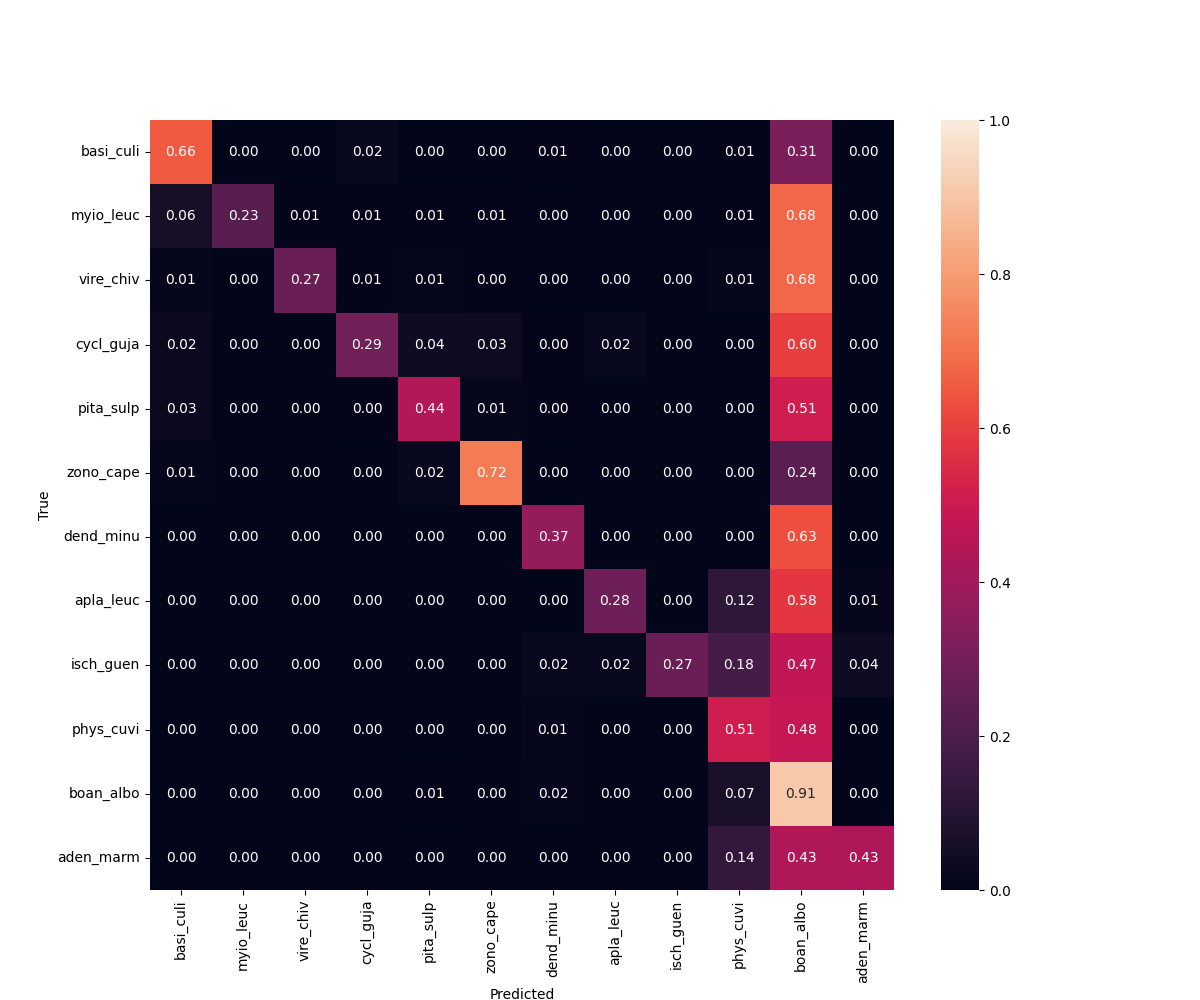 basi_culi 0.66 0.00 0.00 0.02 0.00 0.00 0.01 0.00 0.00 0.01 0.31 0.00
myio_leuc 0.06 0.23 0.01 0.01 0.01 0.01 0.00 0.00 0.00 0.01 0.68 0.00
vire_chiv 0.01 0.00 0.27 0.01 0.01 0.00 0.00 0.00 0.00 0.01 0.68 0.00
cycl_guja 0.02 0.00 0.00 0.29 0.04 0.03 0.00 0.02 0.00 0.00 0.60 0.00
pita_sulp 0.03 0.00 0.00 0.00 0.44 0.01 0.00 0.00 0.00 0.00 0.51 0.00
zono_cape 0.01 0.00 0.00 0.00 0.02 0.72 0.00 0.00 0.00 0.00 0.24 0.00
dend_minu 0.00 0.00 0.00 0.00 0.00 0.00 0.37 0.00 0.00 0.00 0.63 0.00
apla_leuc 0.00 0.00 0.00 0.00 0.00 0.00 0.00 0.28 0.00 0.12 0.58 0.01
isch_guen 0.00 0.00 0.00 0.00 0.00 0.00 0.02 0.02 0.27 0.18 0.47 0.04
phys_cuvi 0.00 0.00 0.00 0.00 0.00 0.00 0.01 0.00 0.00 0.51 0.48 0.00
boan_albo 0.00 0.00 0.00 0.00 0.01 0.00 0.02 0.00 0.00 0.07 0.91 0.00
aden_marm 0.00 0.00 0.00 0.00 0.00 0.00 0.00 0.00 0.00 0.14 0.43 0.43
basi_culi myio_leuc vire_chiv cycl_guja pita_sulp zono_cape dend_minu apla_leuc isch_guen phys_cuvi boan_albo aden_marm
Predicted
True
1.0
0.8
0.6
0.4
0.2
0.0